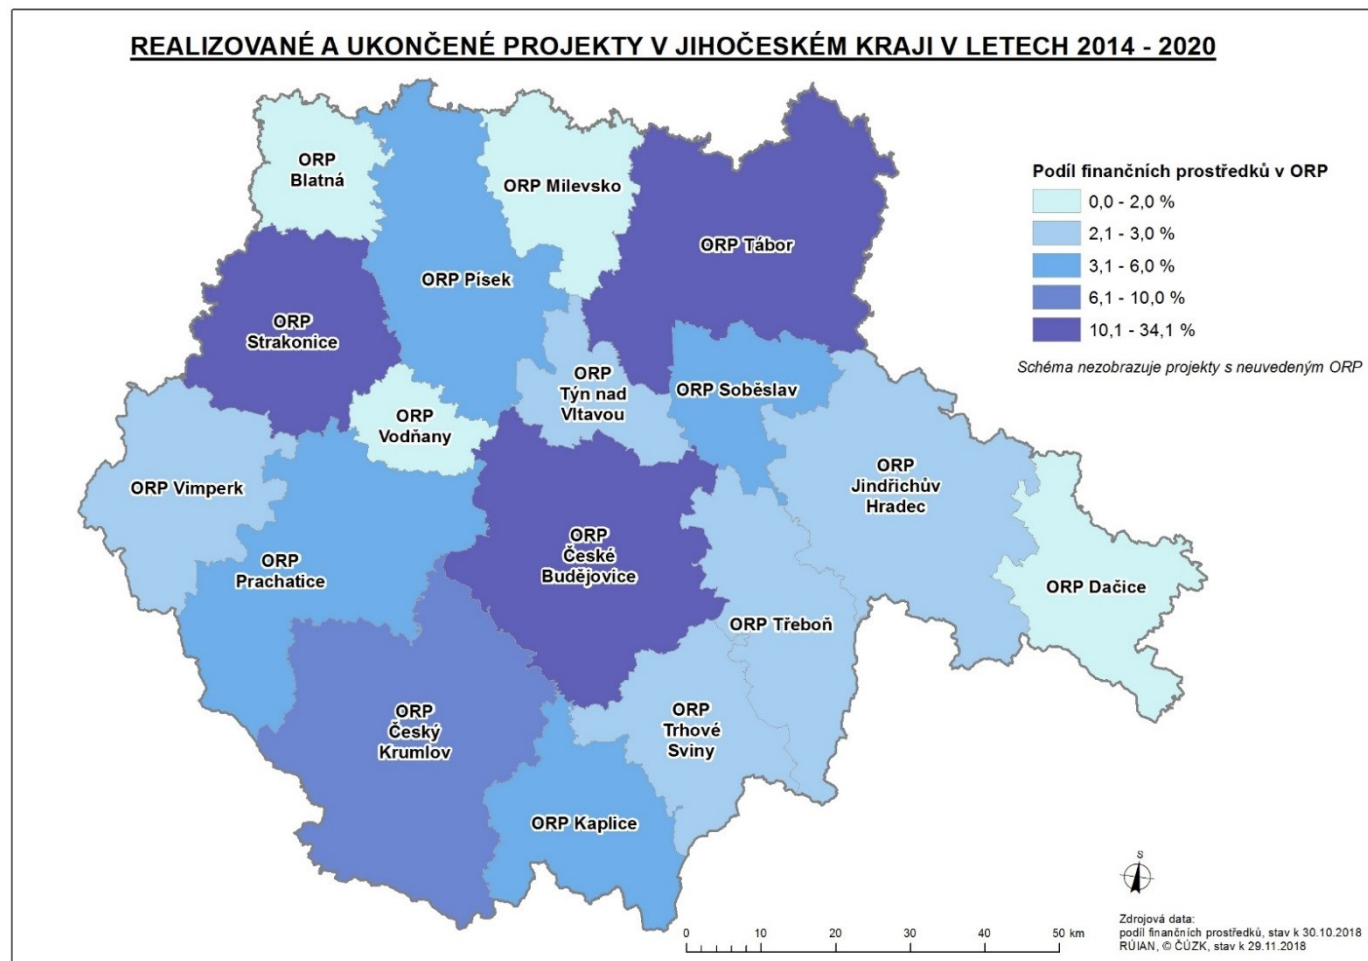 REALIZOVANÉ A UKONČENÉ PROJEKTY V JIHOČESKÉM KRAJI V LETECH 2014 - 2020
ORP
Blatná
ORP Milevsko
ORP Tábor
ORP Písek
ORP
Strakonice
ORP
Týn nad
Vltavou
ORP Soběslav
ORP
Vodňany
ORP Vimperk
ORP
Jindřichův
Hradec
ORP
Prachatice
ORP
České
Budějovice
ORP Dačice
ORP Třeboň
ORP
Český
Krumlov
ORP
Trhové
Sviny
ORP Kaplice
Podíl finančních prostředků v ORP
0,0 - 2,0 %
2,1 - 3,0 %
3,1 - 6,0 %
6,1 - 10,0 %
10,1 - 34,1 %
Schéma nezobrazuje projekty s neuvedeným ORP
S
0 10 20 30 40 50 km
Zdrojová data:
podíl finančních prostředků, stav k 30.10.2018
RÚIAN, © ČÚZK, stav k 29.11.2018